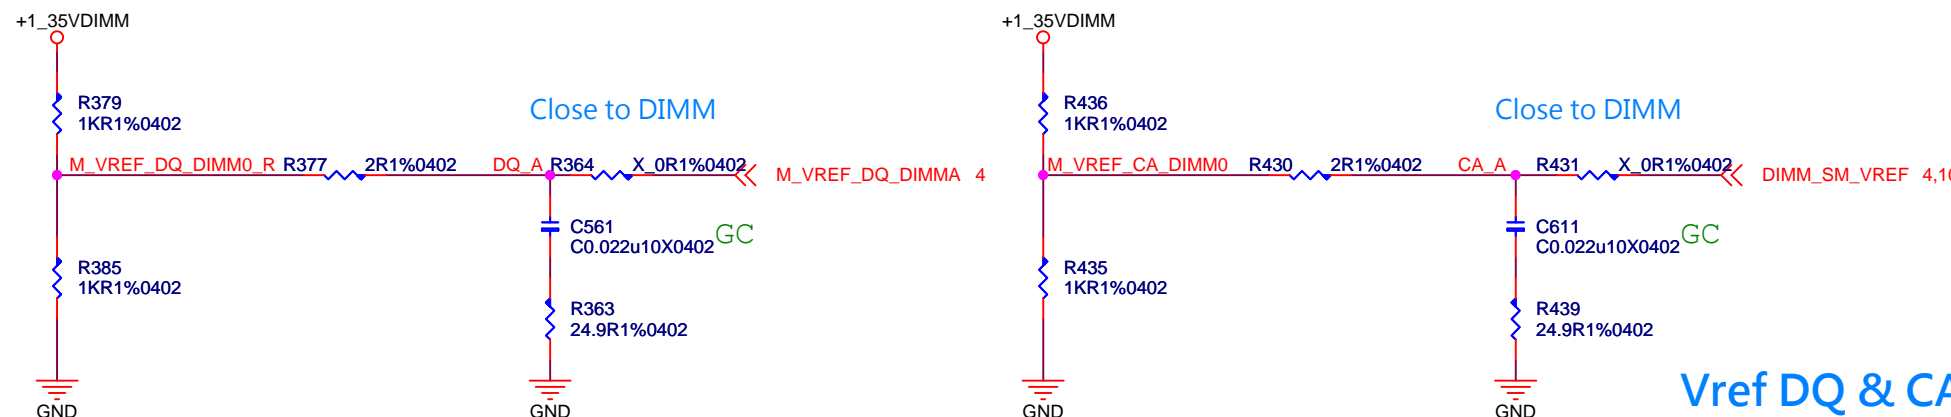 +1_35VDIMM
R379
1KR1%0402
Close to DIMM
M_VREF_DQ_DIMM0_R R377 2R1%0402 DQ_A R364 X_0R1%0402 M_VREF_DQ_DIMMA 4
C561
C0.022u10X0402 GC
R385
1KR1%0402
R363
24.9R1%0402
GND GND
+1_35VDIMM
R436
1KR1%0402
Close to DIMM
M_VREF_CA_DIMM0 R430 2R1%0402 CA_A R431 X_0R1%0402 DIMM_SM_VREF 4,10
C611
C0.022u10X0402 GC
R435
1KR1%0402
R439
24.9R1%0402
GND GND
Vref DQ & CA